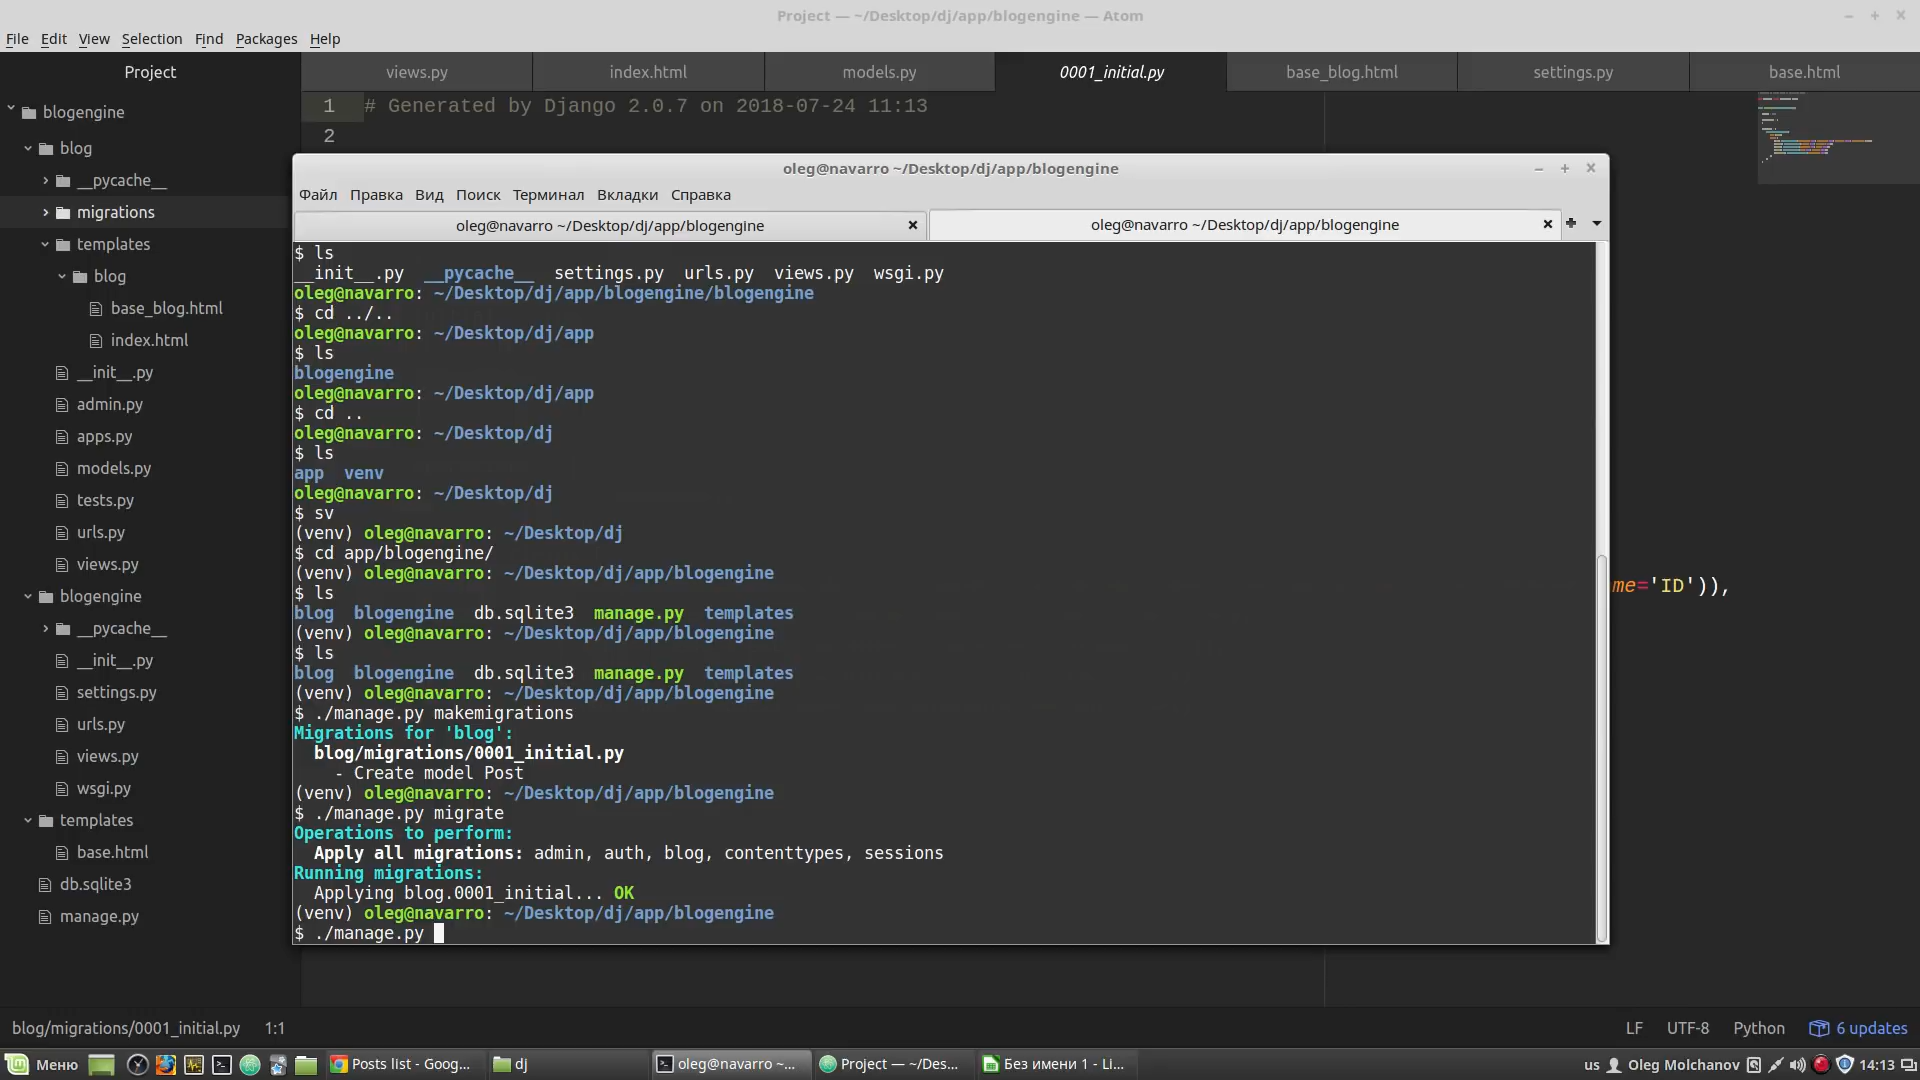 Project — ~/Desktop/dj/app/blogengine — Atom
File Edit View Selection Find Packages Help
Project
views.py index.html models.py 0001_initial.py base_blog.html settings.py base.html
blogengine
blog
__pycache__
migrations
templates
blog
base_blog.html
index.html
__init__.py
admin.py
apps.py
models.py
tests.py
urls.py
views.py
blogengine
__pycache__
__init__.py
settings.py
urls.py
views.py
wsgi.py
templates
base.html
db.sqlite3
manage.py
1 # Generated by Django 2.0.7 on 2018-07-24 11:13
2
me='ID')),
oleg@navarro ~/Desktop/dj/app/blogengine
Файл Правка Вид Поиск Терминал Вкладки Справка
oleg@navarro ~/Desktop/dj/app/blogengine oleg@navarro ~/Desktop/dj/app/blogengine
$ ls
__init__.py __pycache__ settings.py urls.py views.py wsgi.py
oleg@navarro: ~/Desktop/dj/app/blogengine/blogengine
$ cd ../..
oleg@navarro: ~/Desktop/dj/app
$ ls
blogengine
oleg@navarro: ~/Desktop/dj/app
$ cd ..
oleg@navarro: ~/Desktop/dj
$ ls
app venv
oleg@navarro: ~/Desktop/dj
$ sv
(venv) oleg@navarro: ~/Desktop/dj
$ cd app/blogengine/
(venv) oleg@navarro: ~/Desktop/dj/app/blogengine
$ ls
blog blogengine db.sqlite3 manage.py templates
(venv) oleg@navarro: ~/Desktop/dj/app/blogengine
$ ls
blog blogengine db.sqlite3 manage.py templates
(venv) oleg@navarro: ~/Desktop/dj/app/blogengine
$ ./manage.py makemigrations
Migrations for 'blog':
blog/migrations/0001_initial.py
- Create model Post
(venv) oleg@navarro: ~/Desktop/dj/app/blogengine
$ ./manage.py migrate
Operations to perform:
Apply all migrations: admin, auth, blog, contenttypes, sessions
Running migrations:
Applying blog.0001_initial... OK
(venv) oleg@navarro: ~/Desktop/dj/app/blogengine
$ ./manage.py
blog/migrations/0001_initial.py 1:1 LF UTF-8 Python 6 updates
Меню Posts list - Goog... dj oleg@navarro ~... Project — ~/Des... Без имени 1 - Li... us Oleg Molchanov 14:13